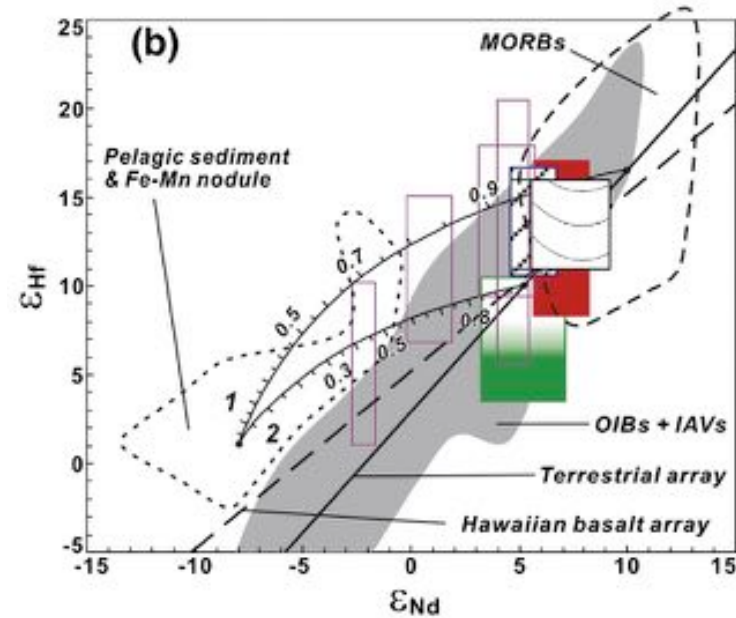 (b)
25
20
15
10
5
0
-5
εHf
MORBs
Pelagic sediment
& Fe-Mn nodule
0.9
0.7
0.5
0.8
0.5
0.3
1
2
OIBs + IAVs
Terrestrial array
Hawaiian basalt array
-15
-10
-5
0
5
10
15
εNd